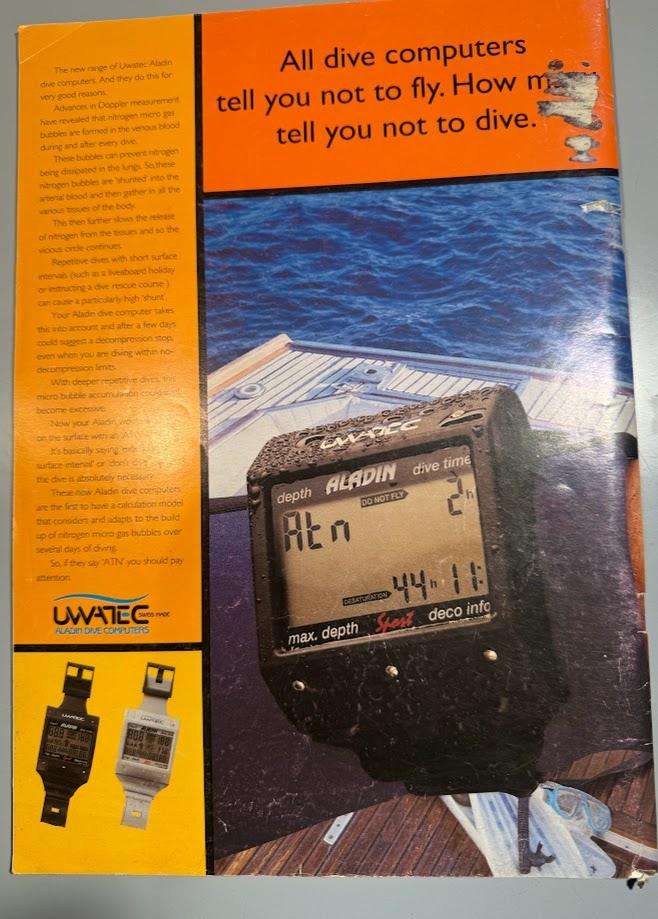 All dive computers
tell you not to fly. How
tell you not to dive.
The new range of Uwatec Aladin
dive computers. And they do this for
very good reasons.
Advances in Doppler measurement
have revealed that nitrogen micro gas
bubbles are formed in the venous blood
during and after every dive.
These bubbles can prevent nitrogen
being dissipated in the lungs. So, these
nitrogen bubbles are 'shunted' into the
arterial blood and then gather in all the
various tissues of the body.
This then further slows the release
of nitrogen from the tissues and so the
vicious circle continues.
Repetitive dives with short surface
intervals (such as a liveaboard holiday
or instructing a dive rescue course)
can cause a particularly high 'shunt'.
Your Aladin dive computer takes
this into account and after a few days
could suggest a decompression stop,
even when you are diving within no-
decompression limits.
With deeper repetitive dives, this
micro bubble accumulation could
become excessive.
Now your Aladin
on the surface with
It's basically saying
surface interval' or don't
the dive is absolutely necessary.
These new Aladin dive computers
are the first to have a calculation model
that considers and adapts to the build
up of nitrogen micro gas-bubbles over
several days of diving.
So, if they say 'ATN' you should pay
attention.
UWATEC
SWISS MADE
ALADIN DIVE COMPUTERS
UWATEC
depth ALADIN dive time
DO NOT FLY
Atn 2h
DESATURATION 44h 11:
max. depth Sport deco info
UWATEC
ALADIN
UWATEC
ALADIN